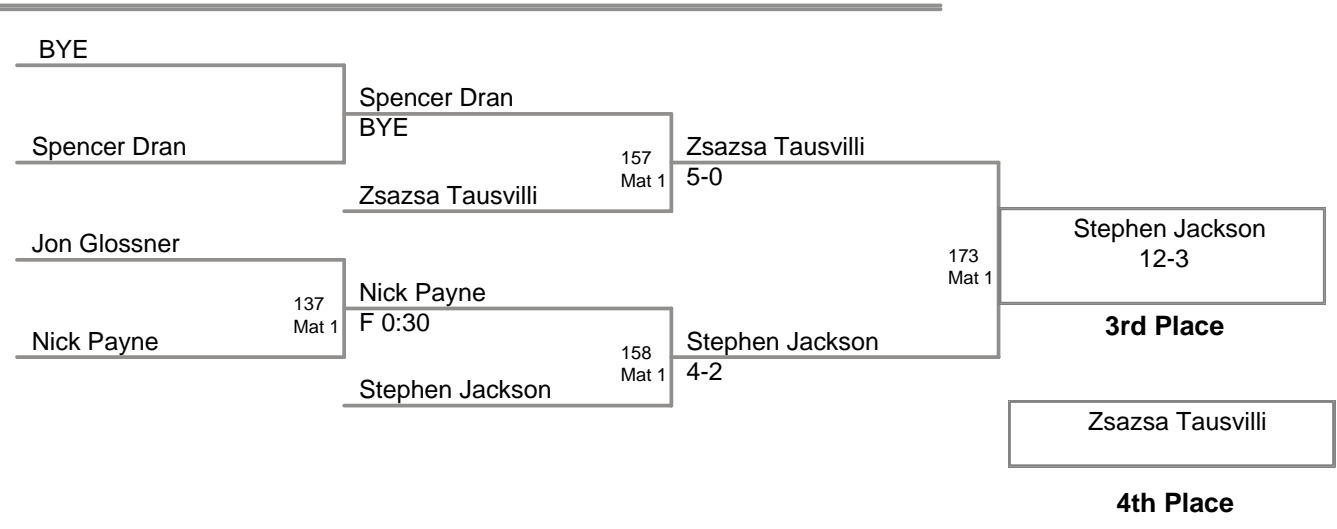 BYE
Spencer Dran
Spencer Dran
BYE
157
Mat 1
Zsazsa Tausvilli
Zsazsa Tausvilli
5-0
Jon Glossner
137
Mat 1
Nick Payne
Nick Payne
F 0:30
158
Mat 1
Stephen Jackson
Stephen Jackson
4-2
173
Mat 1
Stephen Jackson
12-3
3rd Place
Zsazsa Tausvilli
4th Place